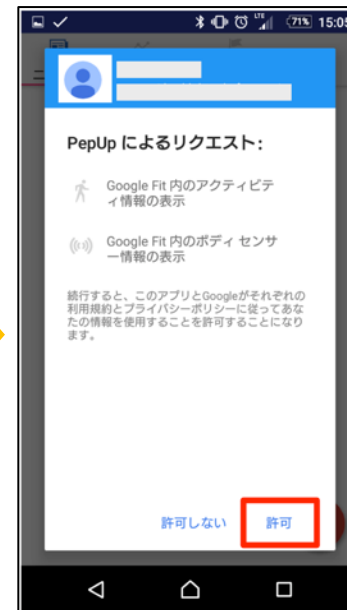 LTE
71% 15:05
PepUp によるリクエスト:
Google Fit 内のアクティビテ
ィ情報の表示
Google Fit 内のボディ センサ
ー情報の表示
続行すると、このアプリとGoogleがそれぞれの
利用規約とプライバシーポリシーに従ってあな
たの情報を使用することを許可することになり
ます。
許可しない 許可